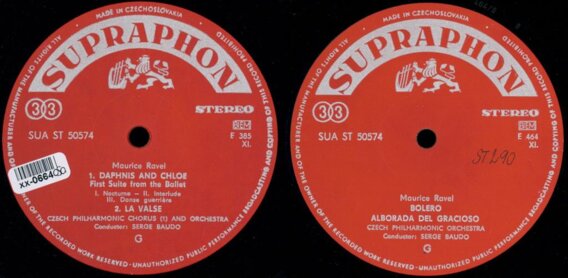 MADE IN CZECHOSLOVAKIA
ALL RIGHTS OF THE MANUFACTURER AND OF THE OWNER OF THE RECORDED WORK RESERVED · UNAUTHORIZED PUBLIC PERFORMANCE BROADCASTING AND COPYING OF THIS RECORD PROHIBITED
SUPRAPHON
33
STEREO
SUA ST 50574
E 385
XI.
Maurice Ravel
1. DAPHNIS AND CHLOE
First Suite from the Ballet
I. Nocturne – II. Interlude
III. Danse guerrière
2. LA VALSE
CZECH PHILHARMONIC CHORUS (1) AND ORCHESTRA
Conductor: SERGE BAUDO
G
MADE IN CZECHOSLOVAKIA
ALL RIGHTS OF THE MANUFACTURER AND OF THE OWNER OF THE RECORDED WORK RESERVED · UNAUTHORIZED PUBLIC PERFORMANCE BROADCASTING AND COPYING OF THIS RECORD PROHIBITED
SUPRAPHON
33
STEREO
SUA ST 50574
E 464
XI.
Maurice Ravel
BOLERO
ALBORADA DEL GRACIOSO
CZECH PHILHARMONIC ORCHESTRA
Conductor: SERGE BAUDO
G